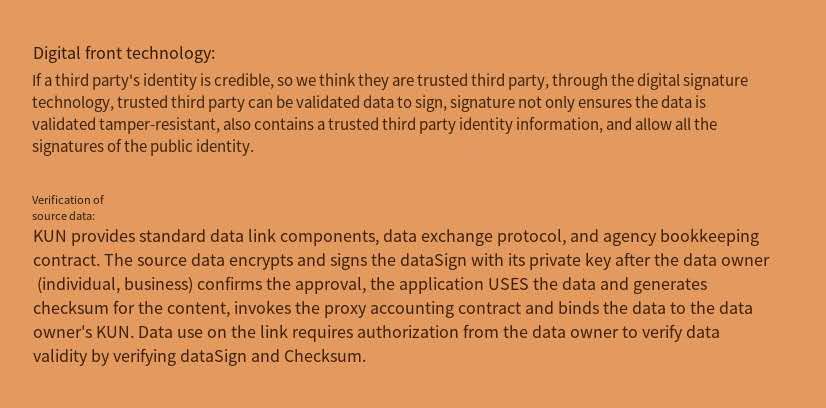 Digital front technology:
If a third party's identity is credible, so we think they are trusted third party, through the digital signature
technology, trusted third party can be validated data to sign, signature not only ensures the data is
validated tamper-resistant, also contains a trusted third party identity information, and allow all the
signatures of the public identity.
Verification of
source data:
KUN provides standard data link components, data exchange protocol, and agency bookkeeping
contract. The source data encrypts and signs the dataSign with its private key after the data owner
(individual, business) confirms the approval, the application USES the data and generates
checksum for the content, invokes the proxy accounting contract and binds the data to the data
owner's KUN. Data use on the link requires authorization from the data owner to verify data
validity by verifying dataSign and Checksum.